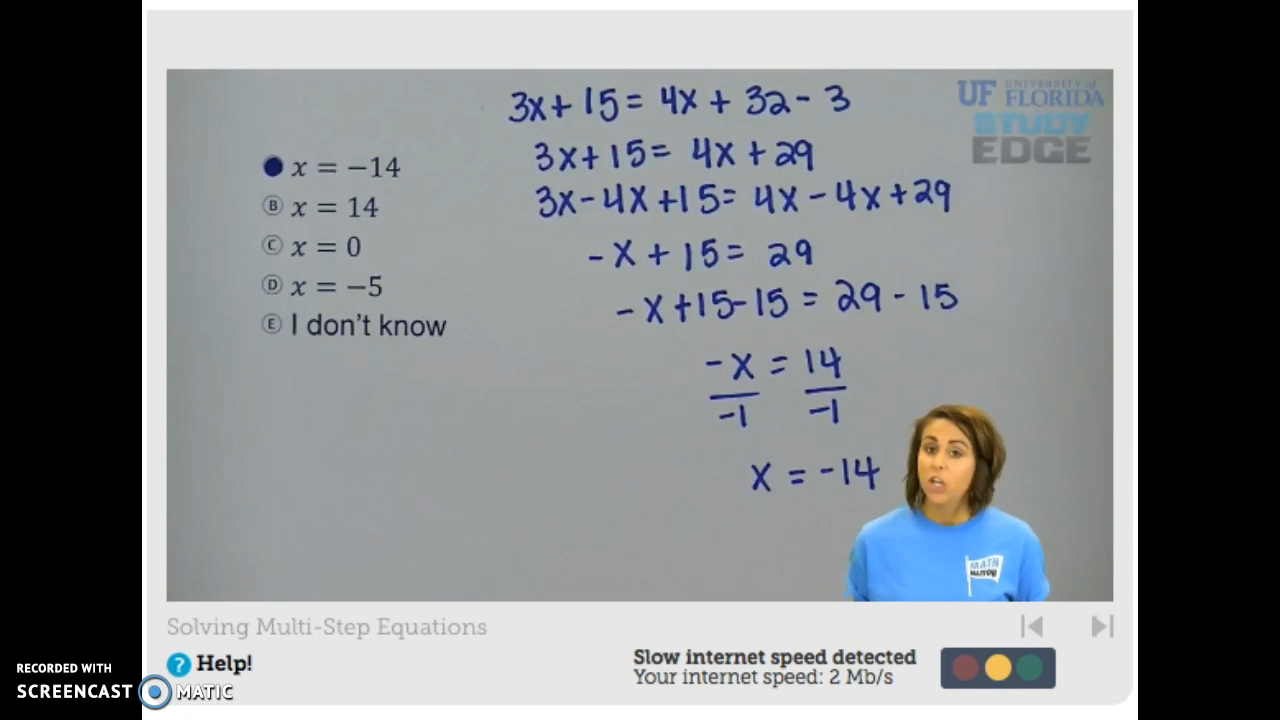 3x + 15 = 4x + 32 - 3
UNIVERSITY of
UF FLORIDA
STUDY
EDGE
3x + 15 = 4x + 29
3x - 4x + 15 = 4x - 4x + 29
- x + 15 = 29
- x + 15 - 15 = 29 - 15
- x = 14
-1 -1
x = -14
x = −14
B x = 14
C x = 0
D x = −5
E I don't know
MATH
Solving Multi-Step Equations
? Help!
Slow internet speed detected
Your internet speed: 2 Mb/s
RECORDED WITH
SCREENCAST MATIC